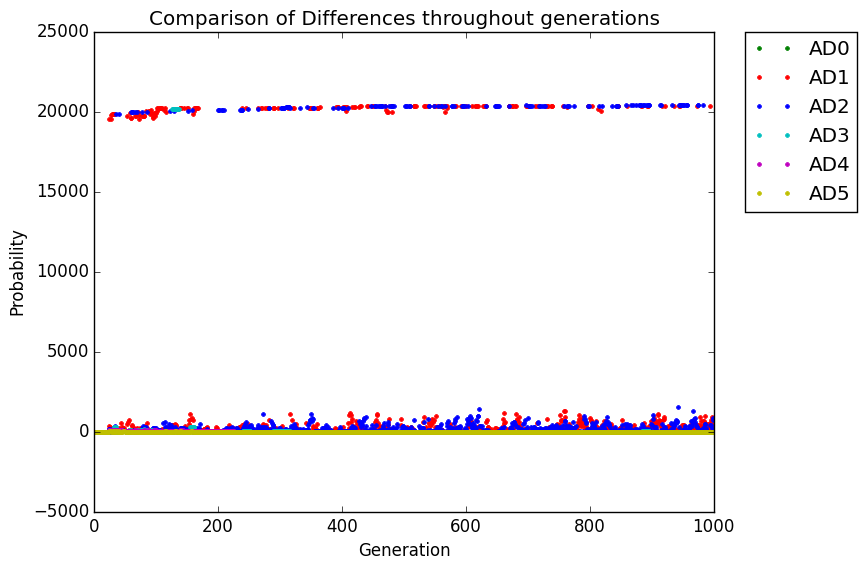 Comparison of Differences throughout generations
25000
20000
15000
10000
5000
0
−5000
Probability
0 200 400 600 800 1000
Generation
AD0
AD1
AD2
AD3
AD4
AD5